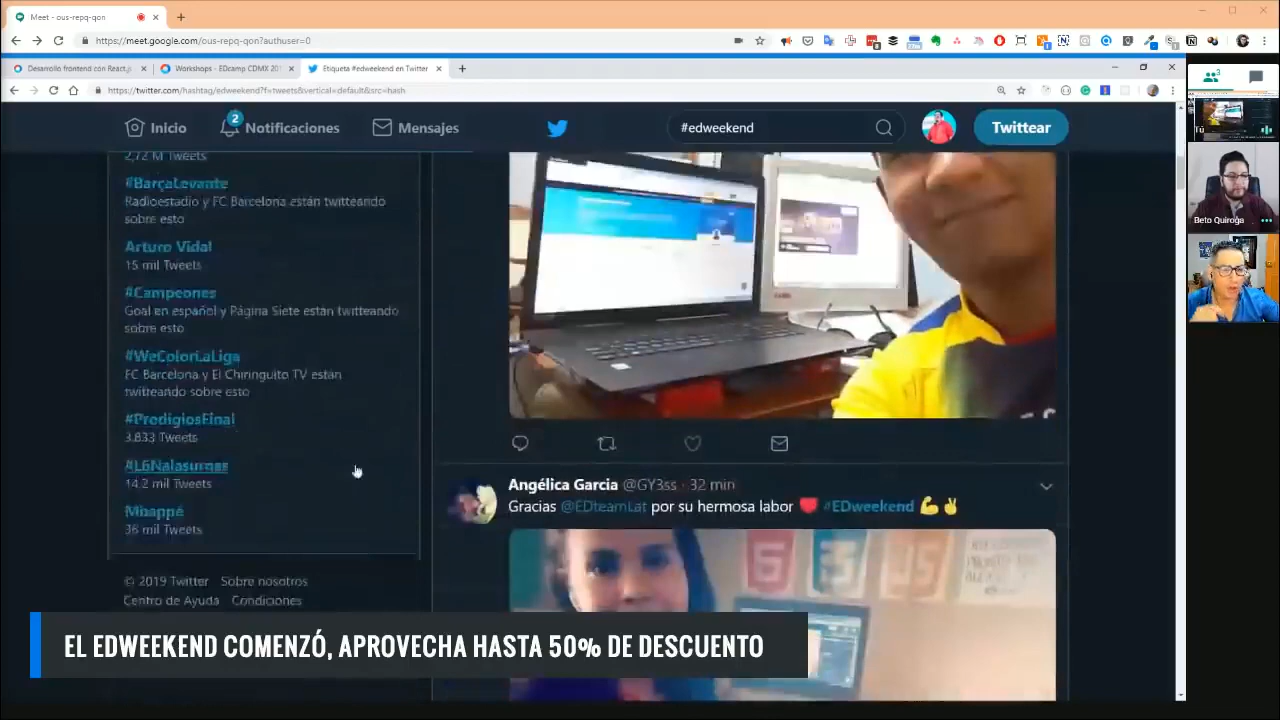 Meet - ous-repq-qon
https://meet.google.com/ous-repq-qon?authuser=0
Desarrollo frontend con React.js
Workshops - EDcamp CDMX 201
Etiqueta #edweekend en Twitter
https://twitter.com/hashtag/edweekend?f=tweets&vertical=default&src=hash
Inicio
2
Notificaciones
Mensajes
#edweekend
Twittear
3
Tú
Beto Quiroga
2,72 M Tweets
#BarçaLevante
Radioestadio y FC Barcelona están twitteando
sobre esto
Arturo Vidal
15 mil Tweets
#Campeones
Goal en español y Página Siete están twitteando
sobre esto
#WeColorLaLiga
FC Barcelona y El Chiringuito TV están
twitteando sobre esto
#ProdigiosFinal
3.833 Tweets
#L6Nalasurnas
14,2 mil Tweets
Mbappé
36 mil Tweets
© 2019 Twitter Sobre nosotros
Centro de Ayuda Condiciones
Angélica Garcia @GY3ss · 32 min
Gracias @EDteamLat por su hermosa labor ❤️ #EDweekend 💪✌
EL EDWEEKEND COMENZÓ, APROVECHA HASTA 50% DE DESCUENTO